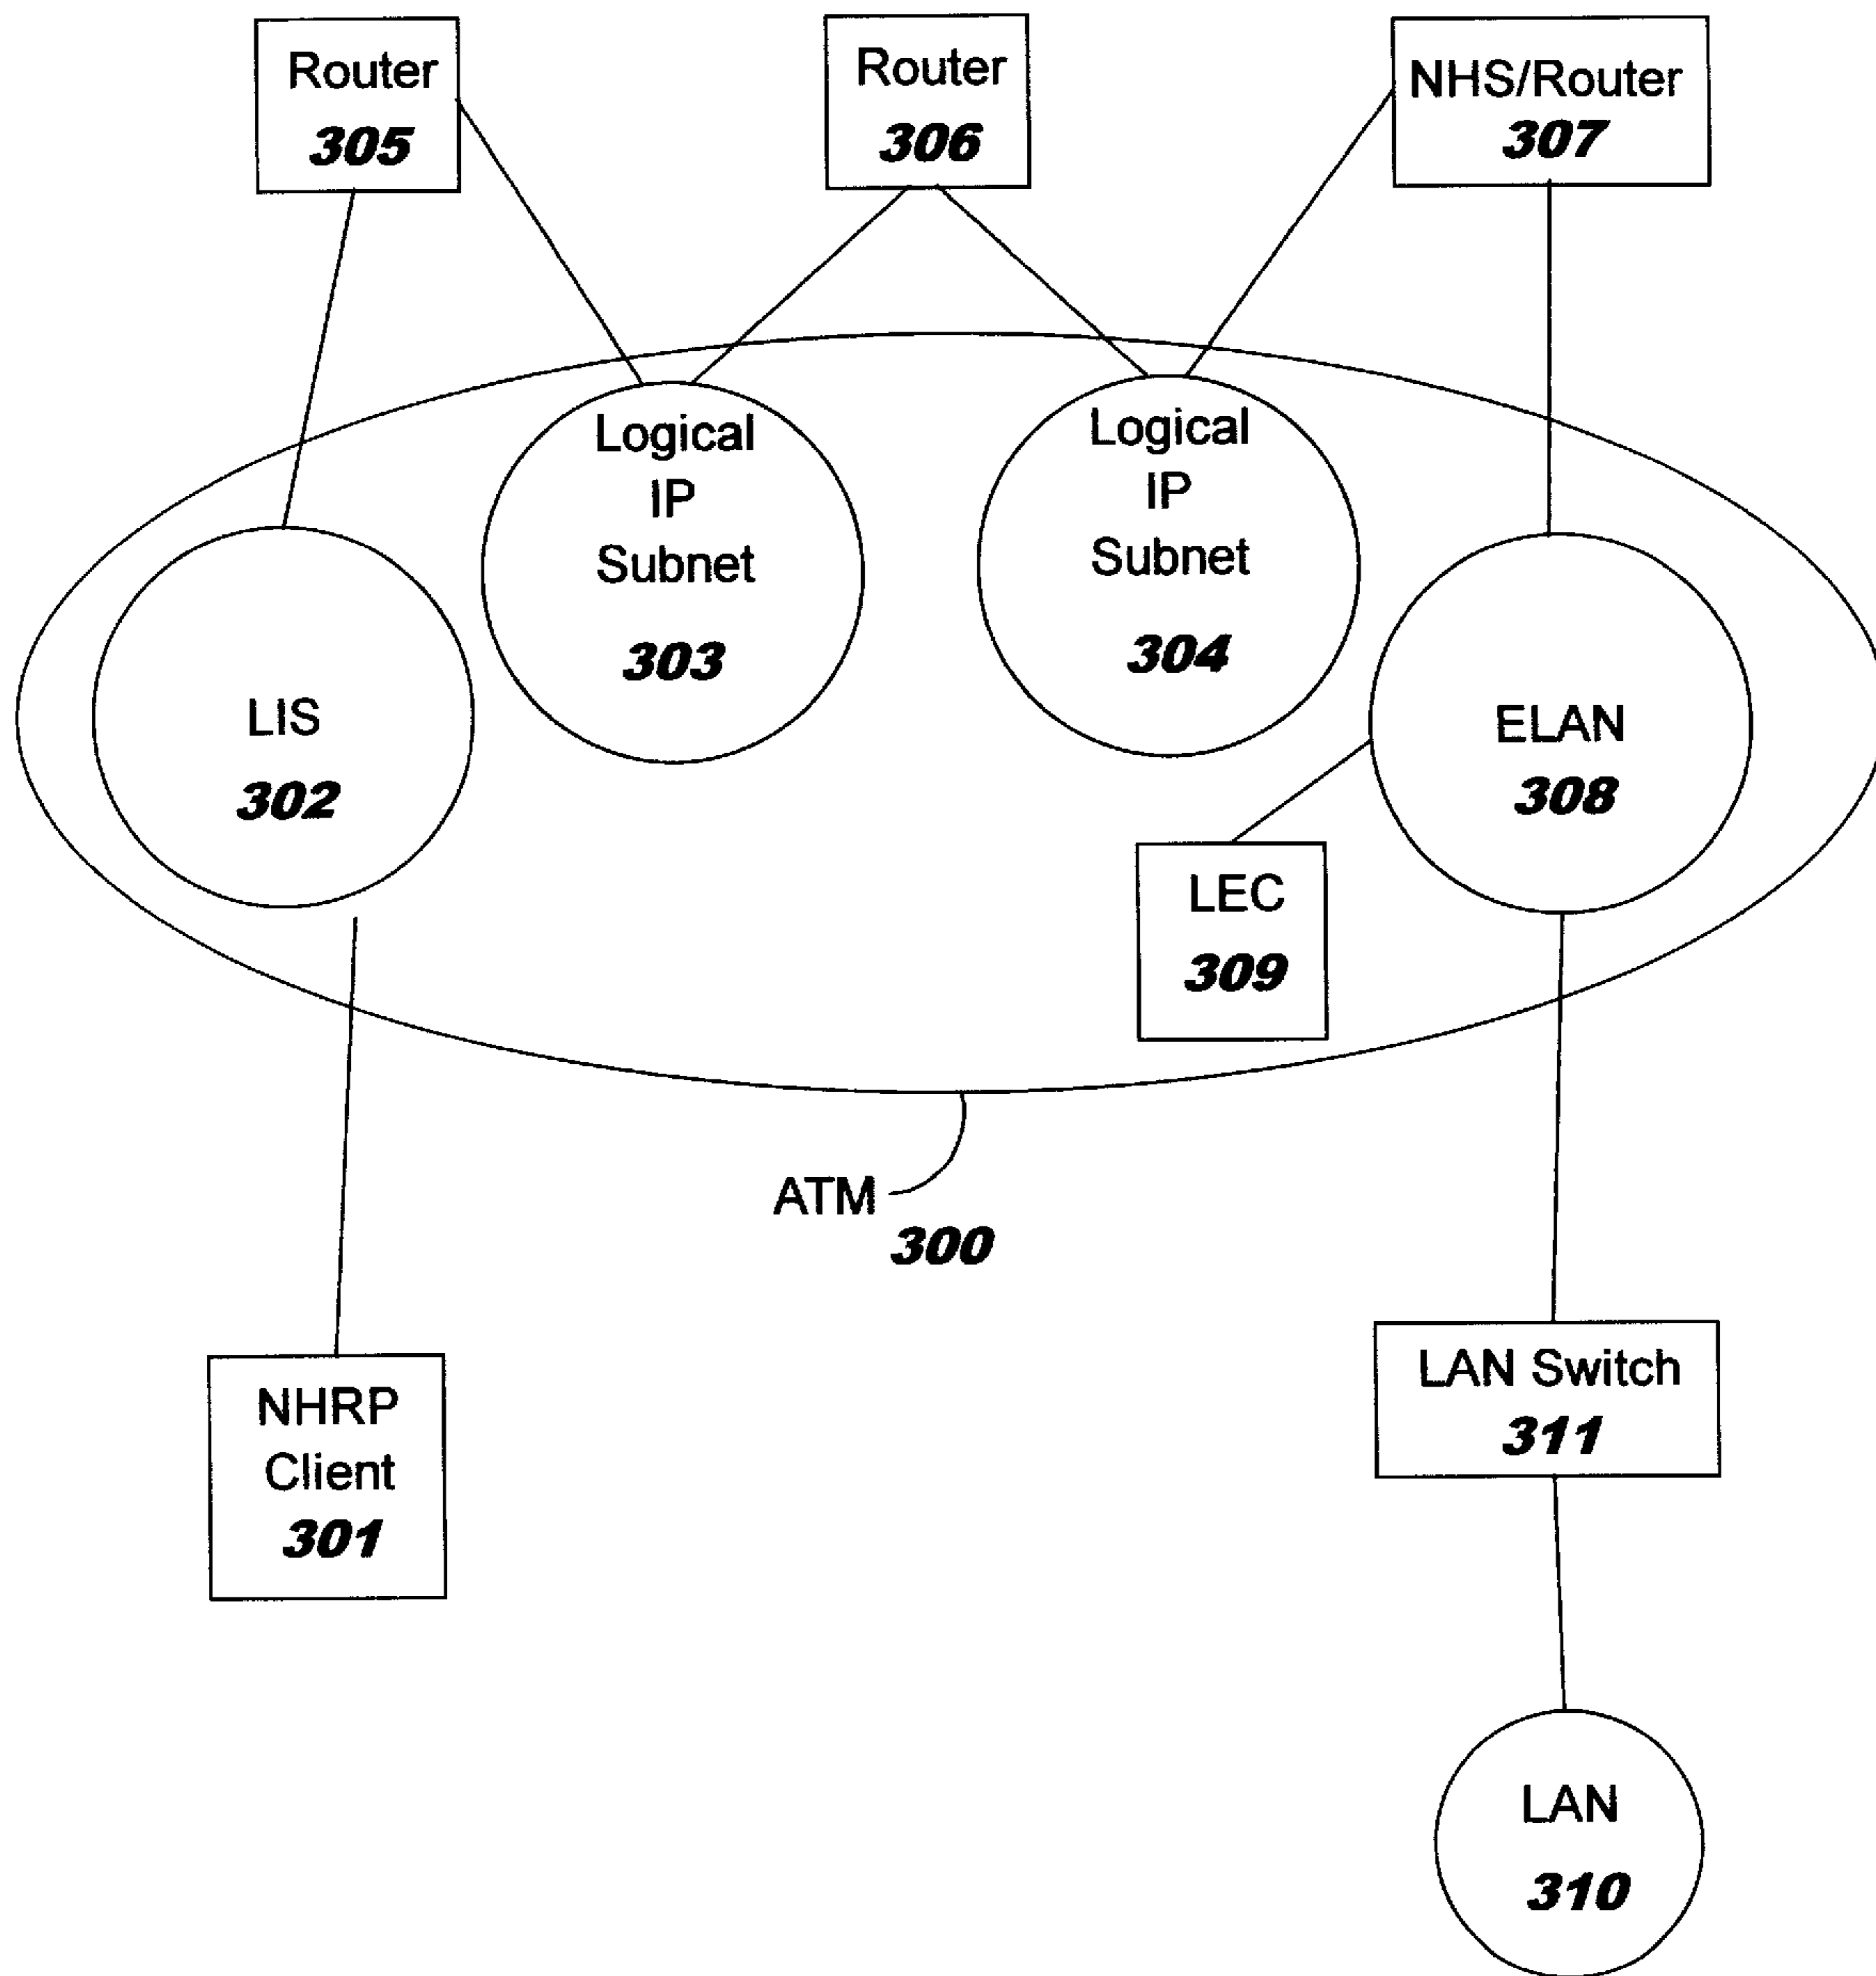 Router
305
Router
306
NHS/Router
307
Logical
IP
Subnet
303
Logical
IP
Subnet
304
LIS
302
ELAN
308
LEC
309
ATM
300
NHRP
Client
301
LAN Switch
311
LAN
310